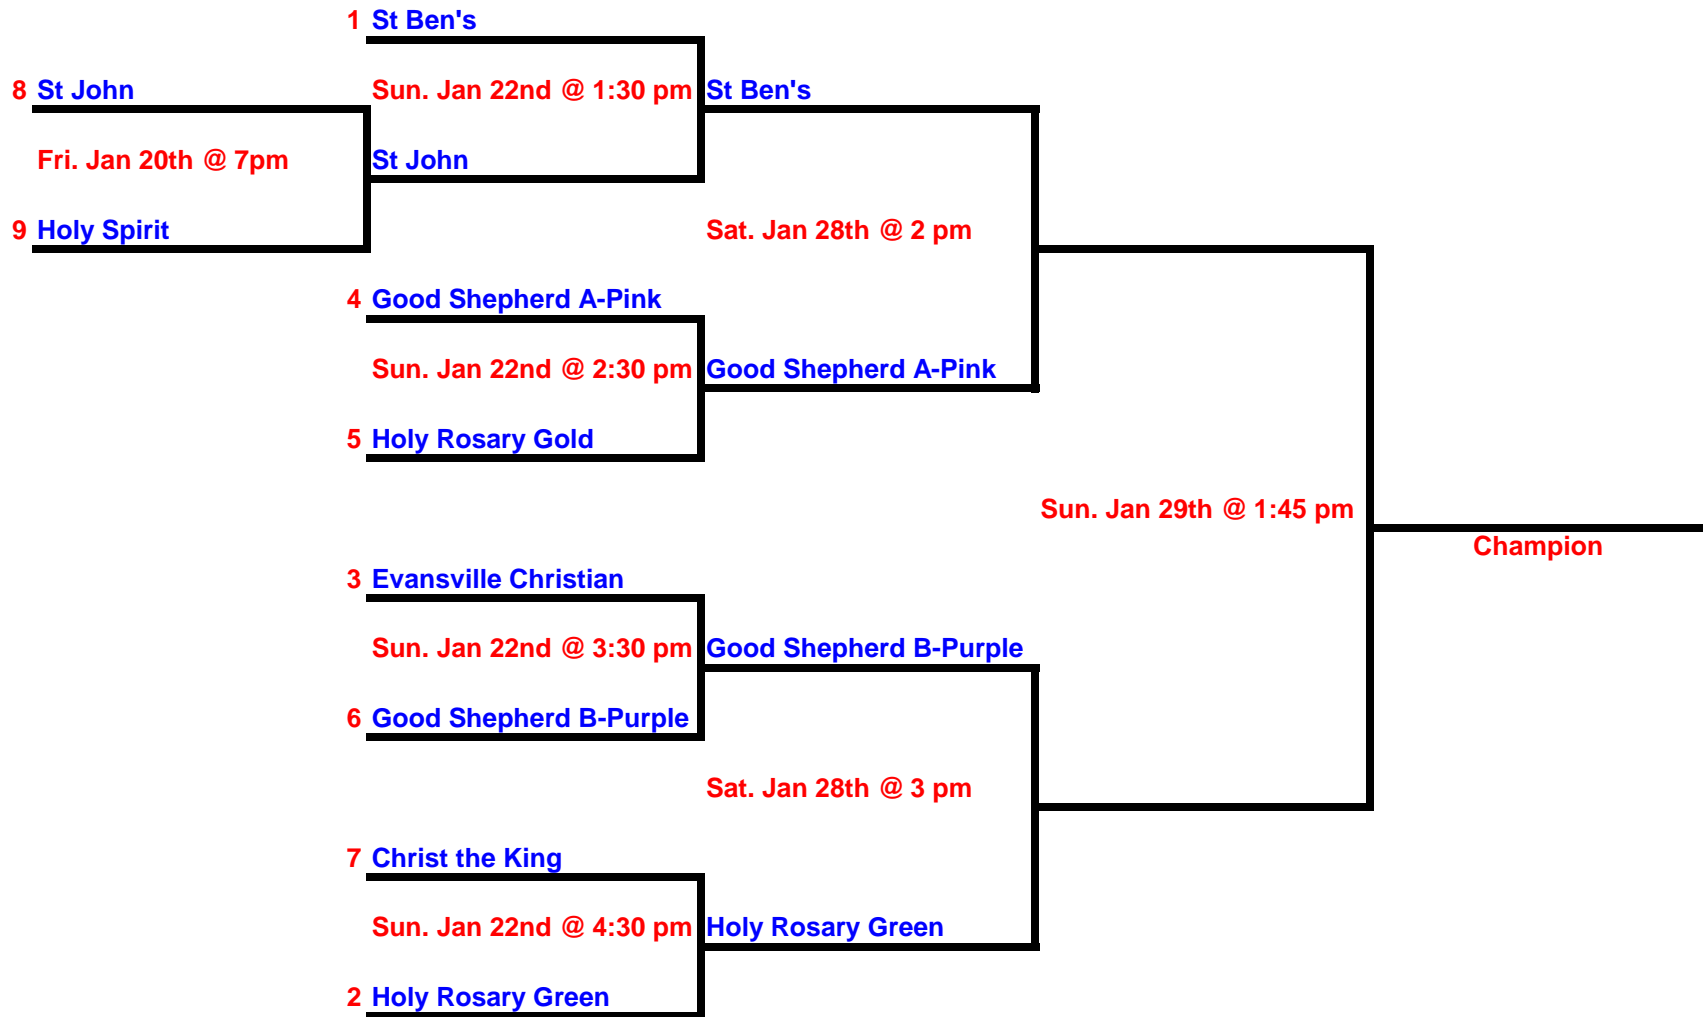 1 St Ben's
8 St John
Sun. Jan 22nd @ 1:30 pm
St Ben's
Fri. Jan 20th @ 7pm
St John
9 Holy Spirit
Sat. Jan 28th @ 2 pm
4 Good Shepherd A-Pink
Sun. Jan 22nd @ 2:30 pm
Good Shepherd A-Pink
5 Holy Rosary Gold
Sun. Jan 29th @ 1:45 pm
Champion
3 Evansville Christian
Sun. Jan 22nd @ 3:30 pm
Good Shepherd B-Purple
6 Good Shepherd B-Purple
Sat. Jan 28th @ 3 pm
7 Christ the King
Sun. Jan 22nd @ 4:30 pm
Holy Rosary Green
2 Holy Rosary Green